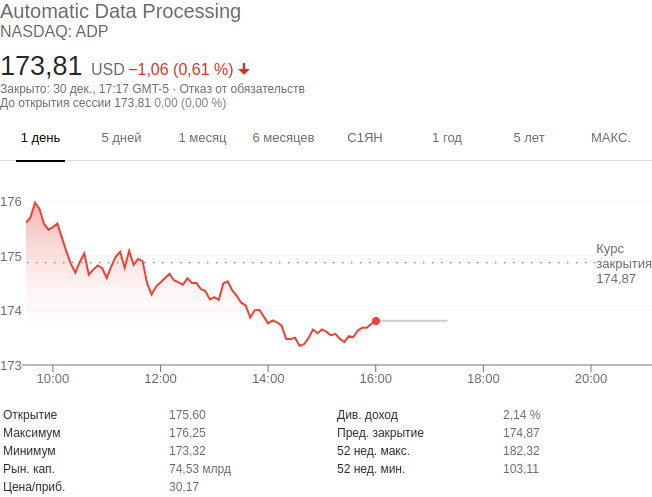 Automatic Data Processing
NASDAQ: ADP
173,81 USD −1,06 (0,61 %)
Закрыто: 30 дек., 17:17 GMT-5 · Отказ от обязательств
До открытия сессии 173,81 0,00 (0,00 %)
1 день 5 дней 1 месяц 6 месяцев С1ЯН 1 год 5 лет МАКС.
176
175
174
173
Курс
закрытия
174,87
10:00 12:00 14:00 16:00 18:00 20:00
Открытие 175,60 Див. доход 2,14 %
Максимум 176,25 Пред. закрытие 174,87
Минимум 173,32 52 нед. макс. 182,32
Рын. кап. 74,53 млрд 52 нед. мин. 103,11
Цена/приб. 30,17